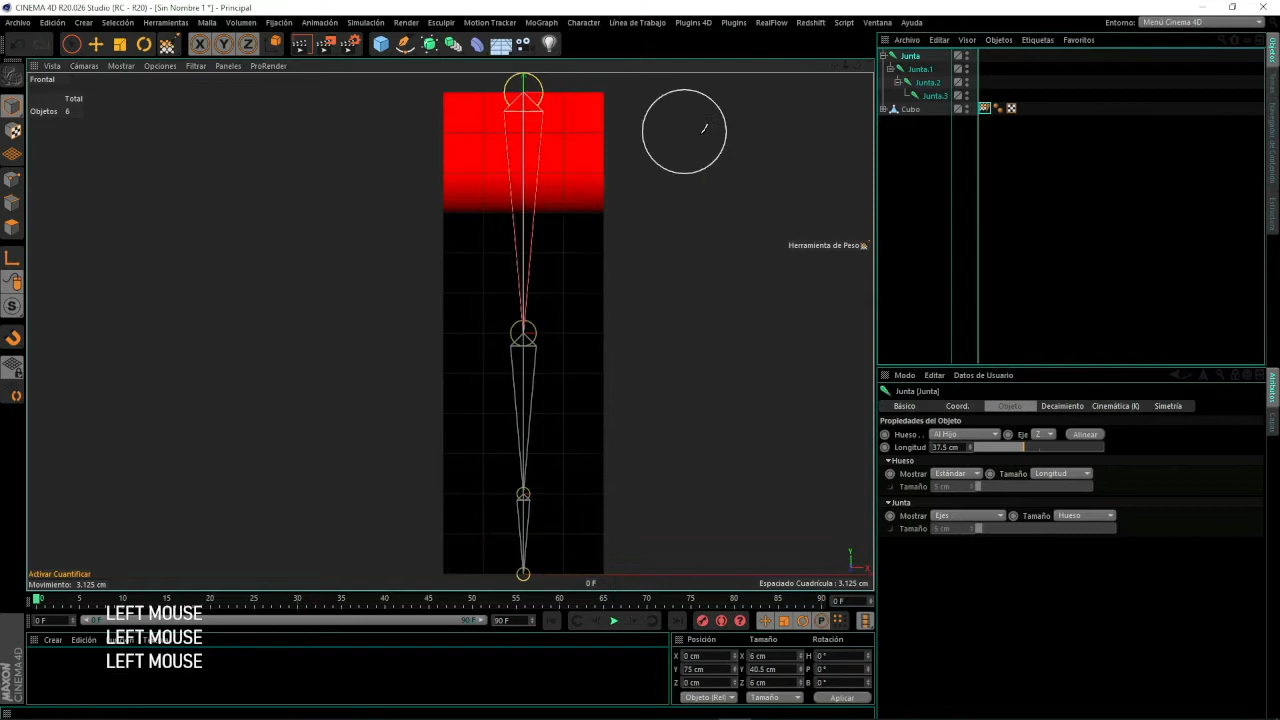 CINEMA 4D R20.026 Studio (RC - R20) - [Sin Nombre 1 *] - Principal
Archivo Editar Crear Selecciónar Herramientas Malla Volumen Fijación Animación Simulación Render Esculpir Motion Tracker MoGraph Character Línea de Trabajo Plugins 4D Plugins RealFlow Redshift Script Ventana Ayuda Entorno: Menú Cinema 4D
Archivo Editar Visor Objetos Etiquetas Favoritos
Vista Cámaras Mostrar Opciones Filtrar Paneles ProRender
Frontal
Total
Objetos 6
Junta
Junta.1
Junta.2
Junta.3
Cubo
Objetos
Herramienta de Peso
Modo Editar Datos de Usuario
Atributos
Junta [Junta]
Básico Coord. Objeto Decaimiento Cinemática (K) Simetría
Propiedades del Objeto
Hueso . . Al Hijo Eje Z Alinear
Longitud 37.5 cm
Hueso
Mostrar Estándar Tamaño Longitud
Tamaño 5 cm
Junta
Mostrar Ejes Tamaño Hueso
Tamaño 5 cm
Y
X
Activar Cuantificar
Movimiento: 3.125 cm 0 F Espaciado Cuadrícula: 3.125 cm
0 5 10 15 20 25 30 35 40 45 50 55 60 65 70 75 80 85 90 0 F
0 F 0 F 90 F 90 F
LEFT MOUSE
LEFT MOUSE
LEFT MOUSE
Crear Edición
Posición Tamaño Rotación
X 0 cm X 6 cm H 0 °
Y 75 cm Y 40.5 cm P 0 °
Z 0 cm Z 6 cm B 0 °
Objeto (Rel) Tamaño Aplicar
MAXON
CINEMA 4D